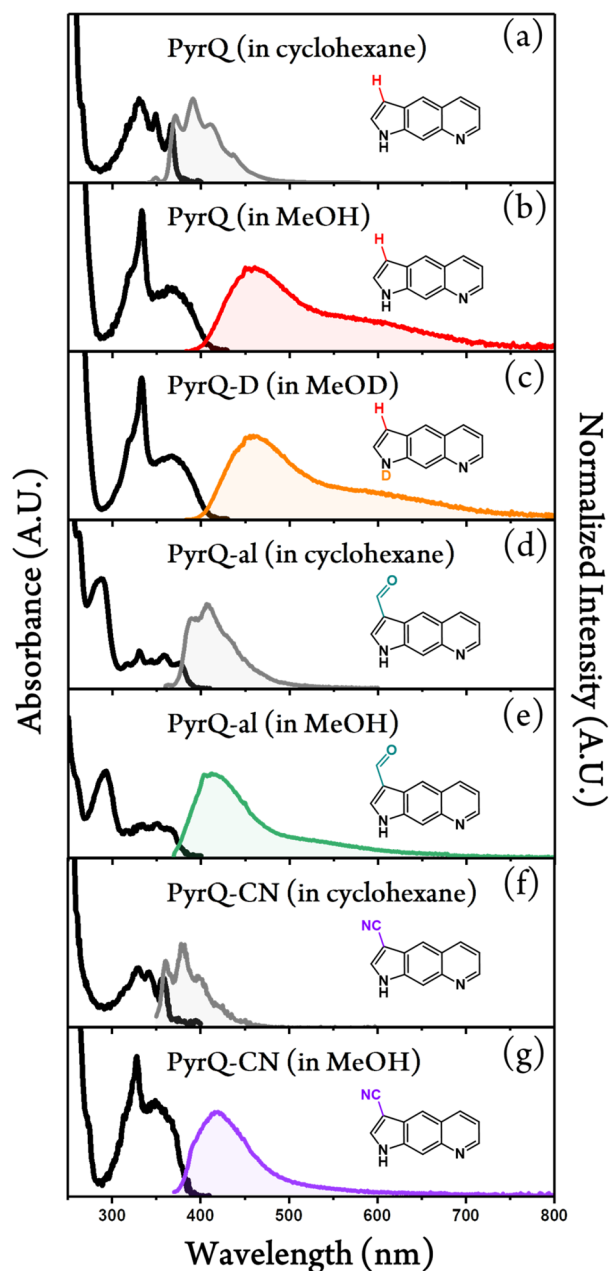 PyrQ (in cyclohexane)
(a)
H
N
H
N
PyrQ (in MeOH)
(b)
H
N
H
N
PyrQ-D (in MeOD)
(c)
H
N
D
N
PyrQ-al (in cyclohexane)
(d)
O
N
H
N
PyrQ-al (in MeOH)
(e)
O
N
H
N
PyrQ-CN (in cyclohexane)
(f)
NC
N
H
N
PyrQ-CN (in MeOH)
(g)
NC
N
H
N
Absorbance (A.U.)
Normalized Intensity (A.U.)
300 400 500 600 700 800
Wavelength (nm)